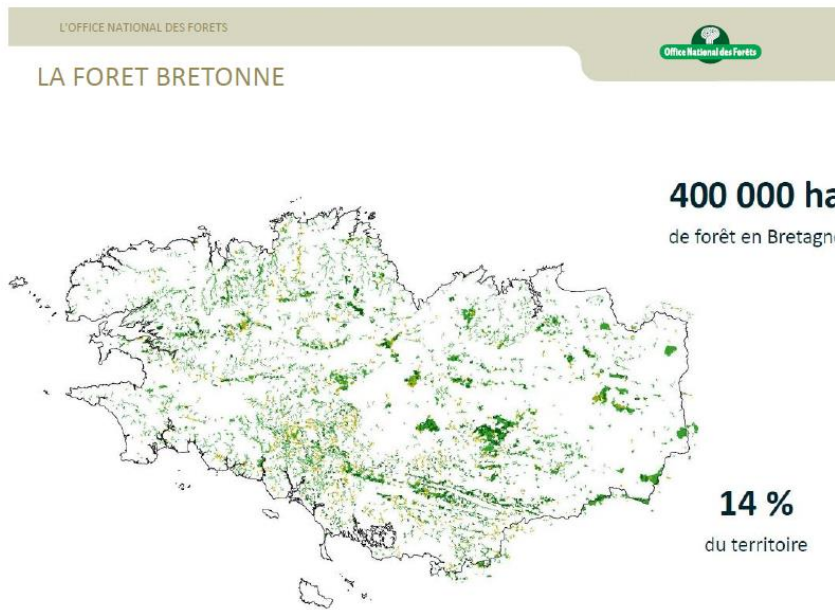 L'OFFICE NATIONAL DES FORETS
Office National des Forêts
LA FORET BRETONNE
400 000 ha
de forêt en Bretagne
14 %
du territoire